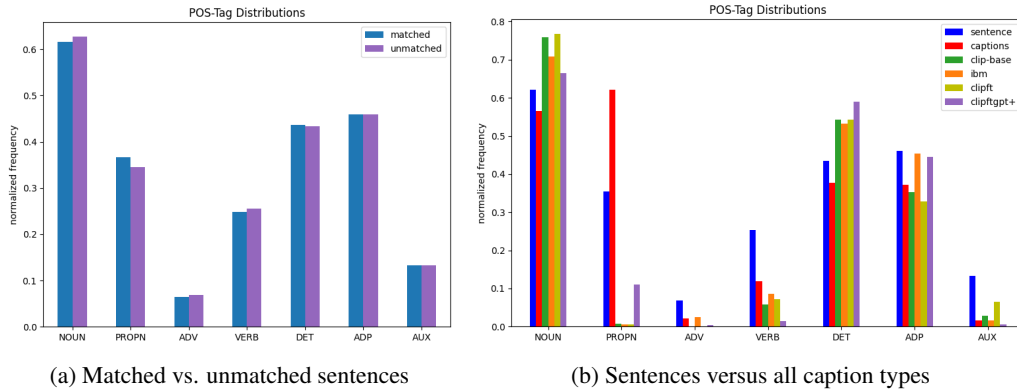 POS-Tag Distributions
matched
unmatched
normalized frequency
0.6
0.5
0.4
0.3
0.2
0.1
0.0
NOUN PROPN ADV VERB DET ADP AUX
(a) Matched vs. unmatched sentences
POS-Tag Distributions
sentence
captions
clip-base
ibm
clipft
clipftgpt+
normalized frequency
0.8
0.7
0.6
0.5
0.4
0.3
0.2
0.1
0.0
NOUN PROPN ADV VERB DET ADP AUX
(b) Sentences versus all caption types